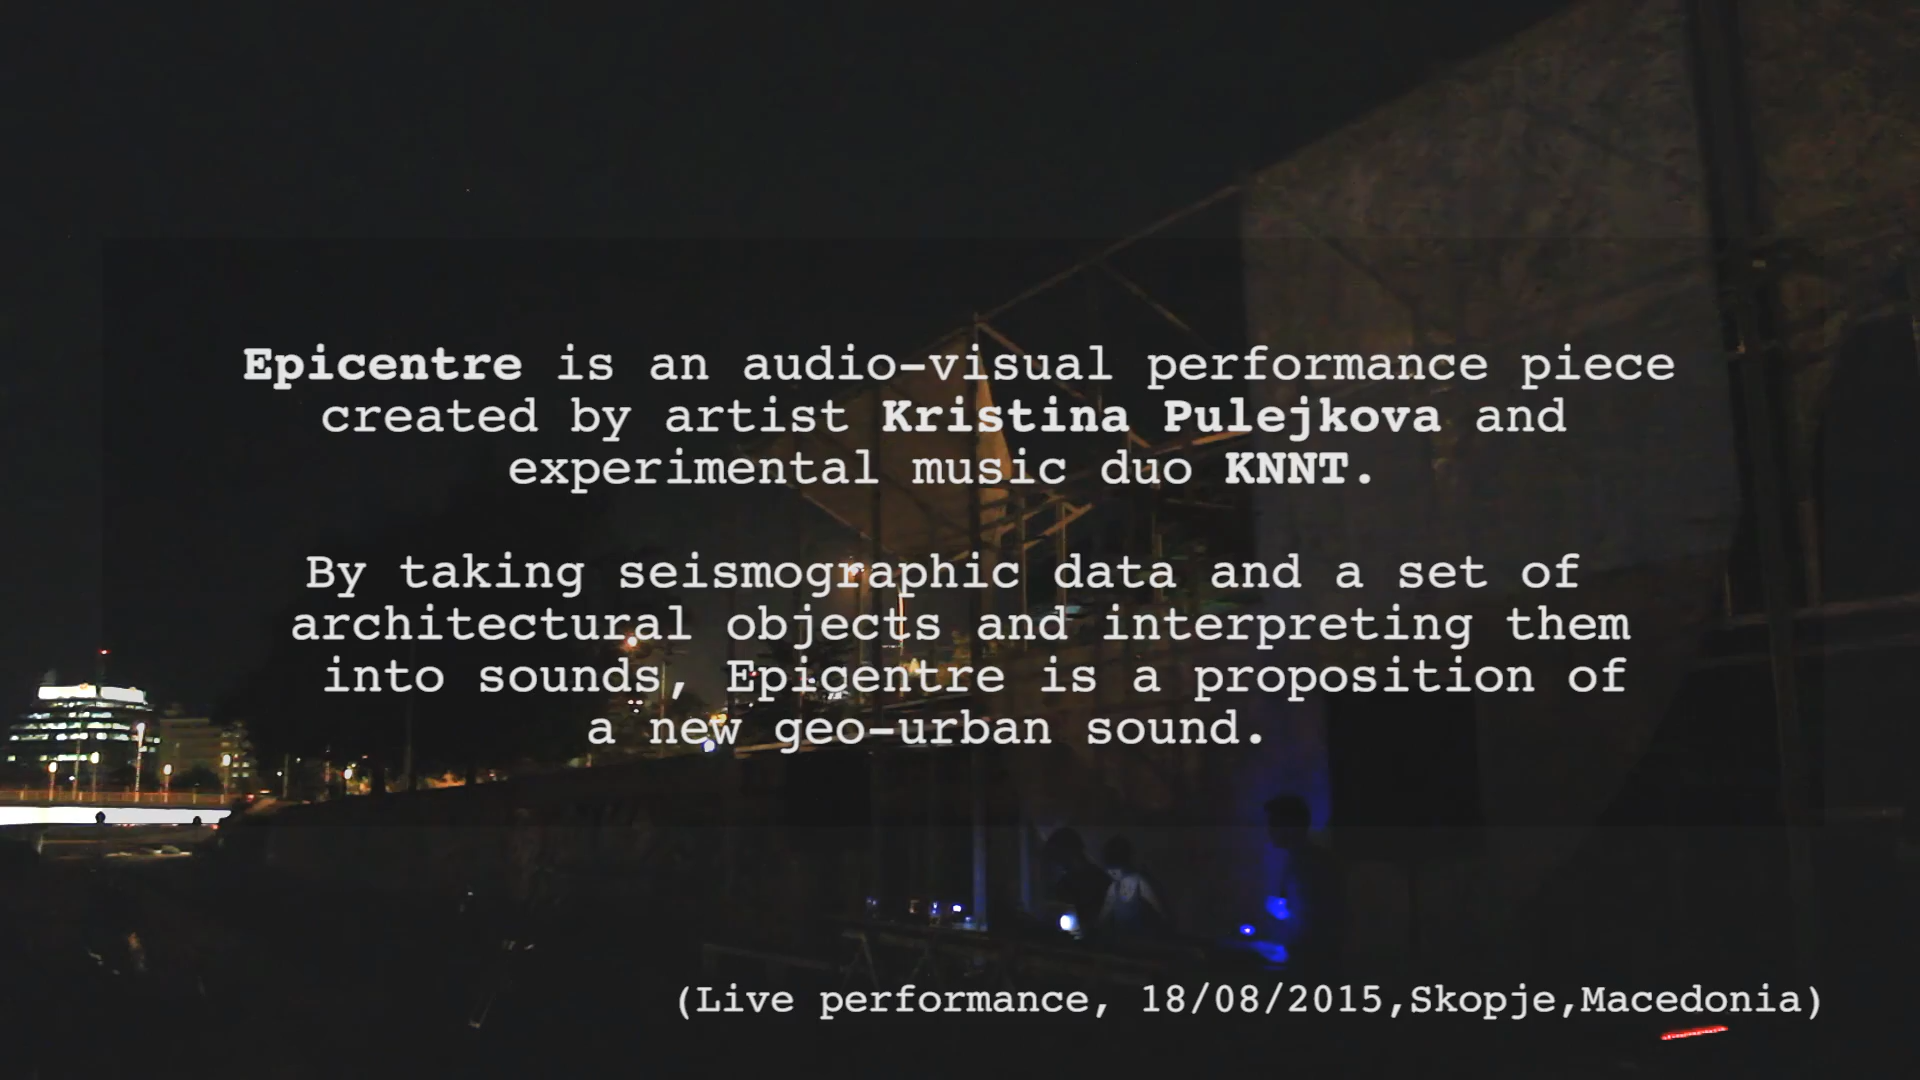 Epicentre is an audio-visual performance piece
created by artist Kristina Pulejkova and
experimental music duo KNNT.
By taking seismographic data and a set of
architectural objects and interpreting them
into sounds, Epicentre is a proposition of
a new geo-urban sound.
(Live performance, 18/08/2015,Skopje,Macedonia)